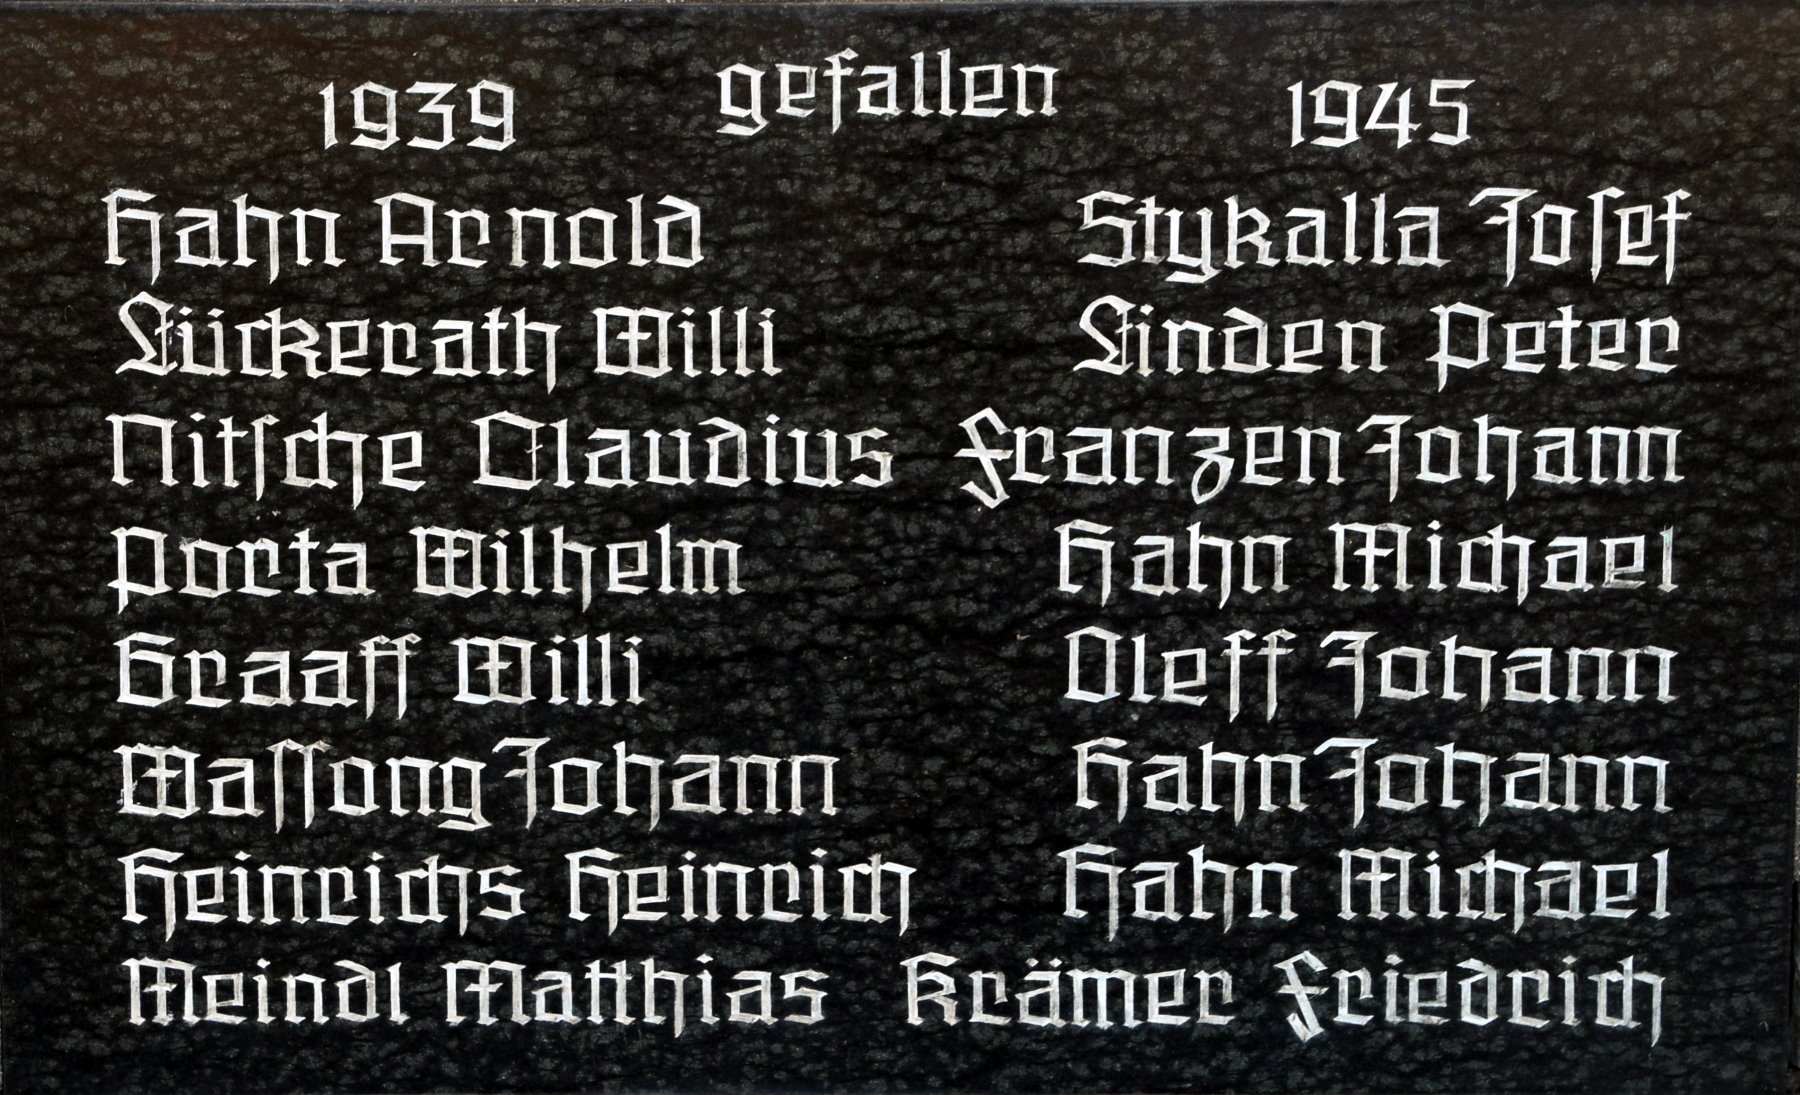 1939 gefallen 1945
Hahn Arnold Stykalla Joſef
Lückerath Willi Linden Peter
Nitſche Claudius Franzen Johann
Porta Wilhelm Hahn Michael
Graaff Willi Oleff Johann
Waſſong Johann Hahn Johann
Heinrichs Heinrich Hahn Michael
Meindl Matthias Krämer Friedrich